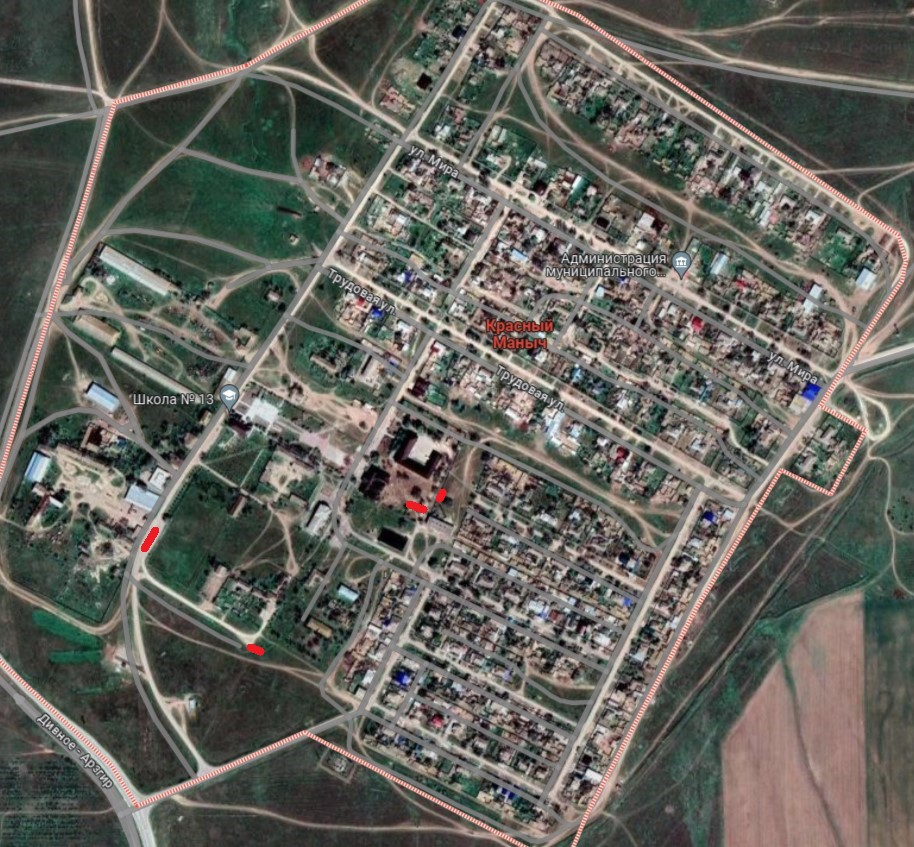 ул. Мира
Администрация
муниципального...
Трудовая ул.
Красный
Маныч
ул. Мира
Трудовая ул.
Школа № 13
Дивное - Арзгир